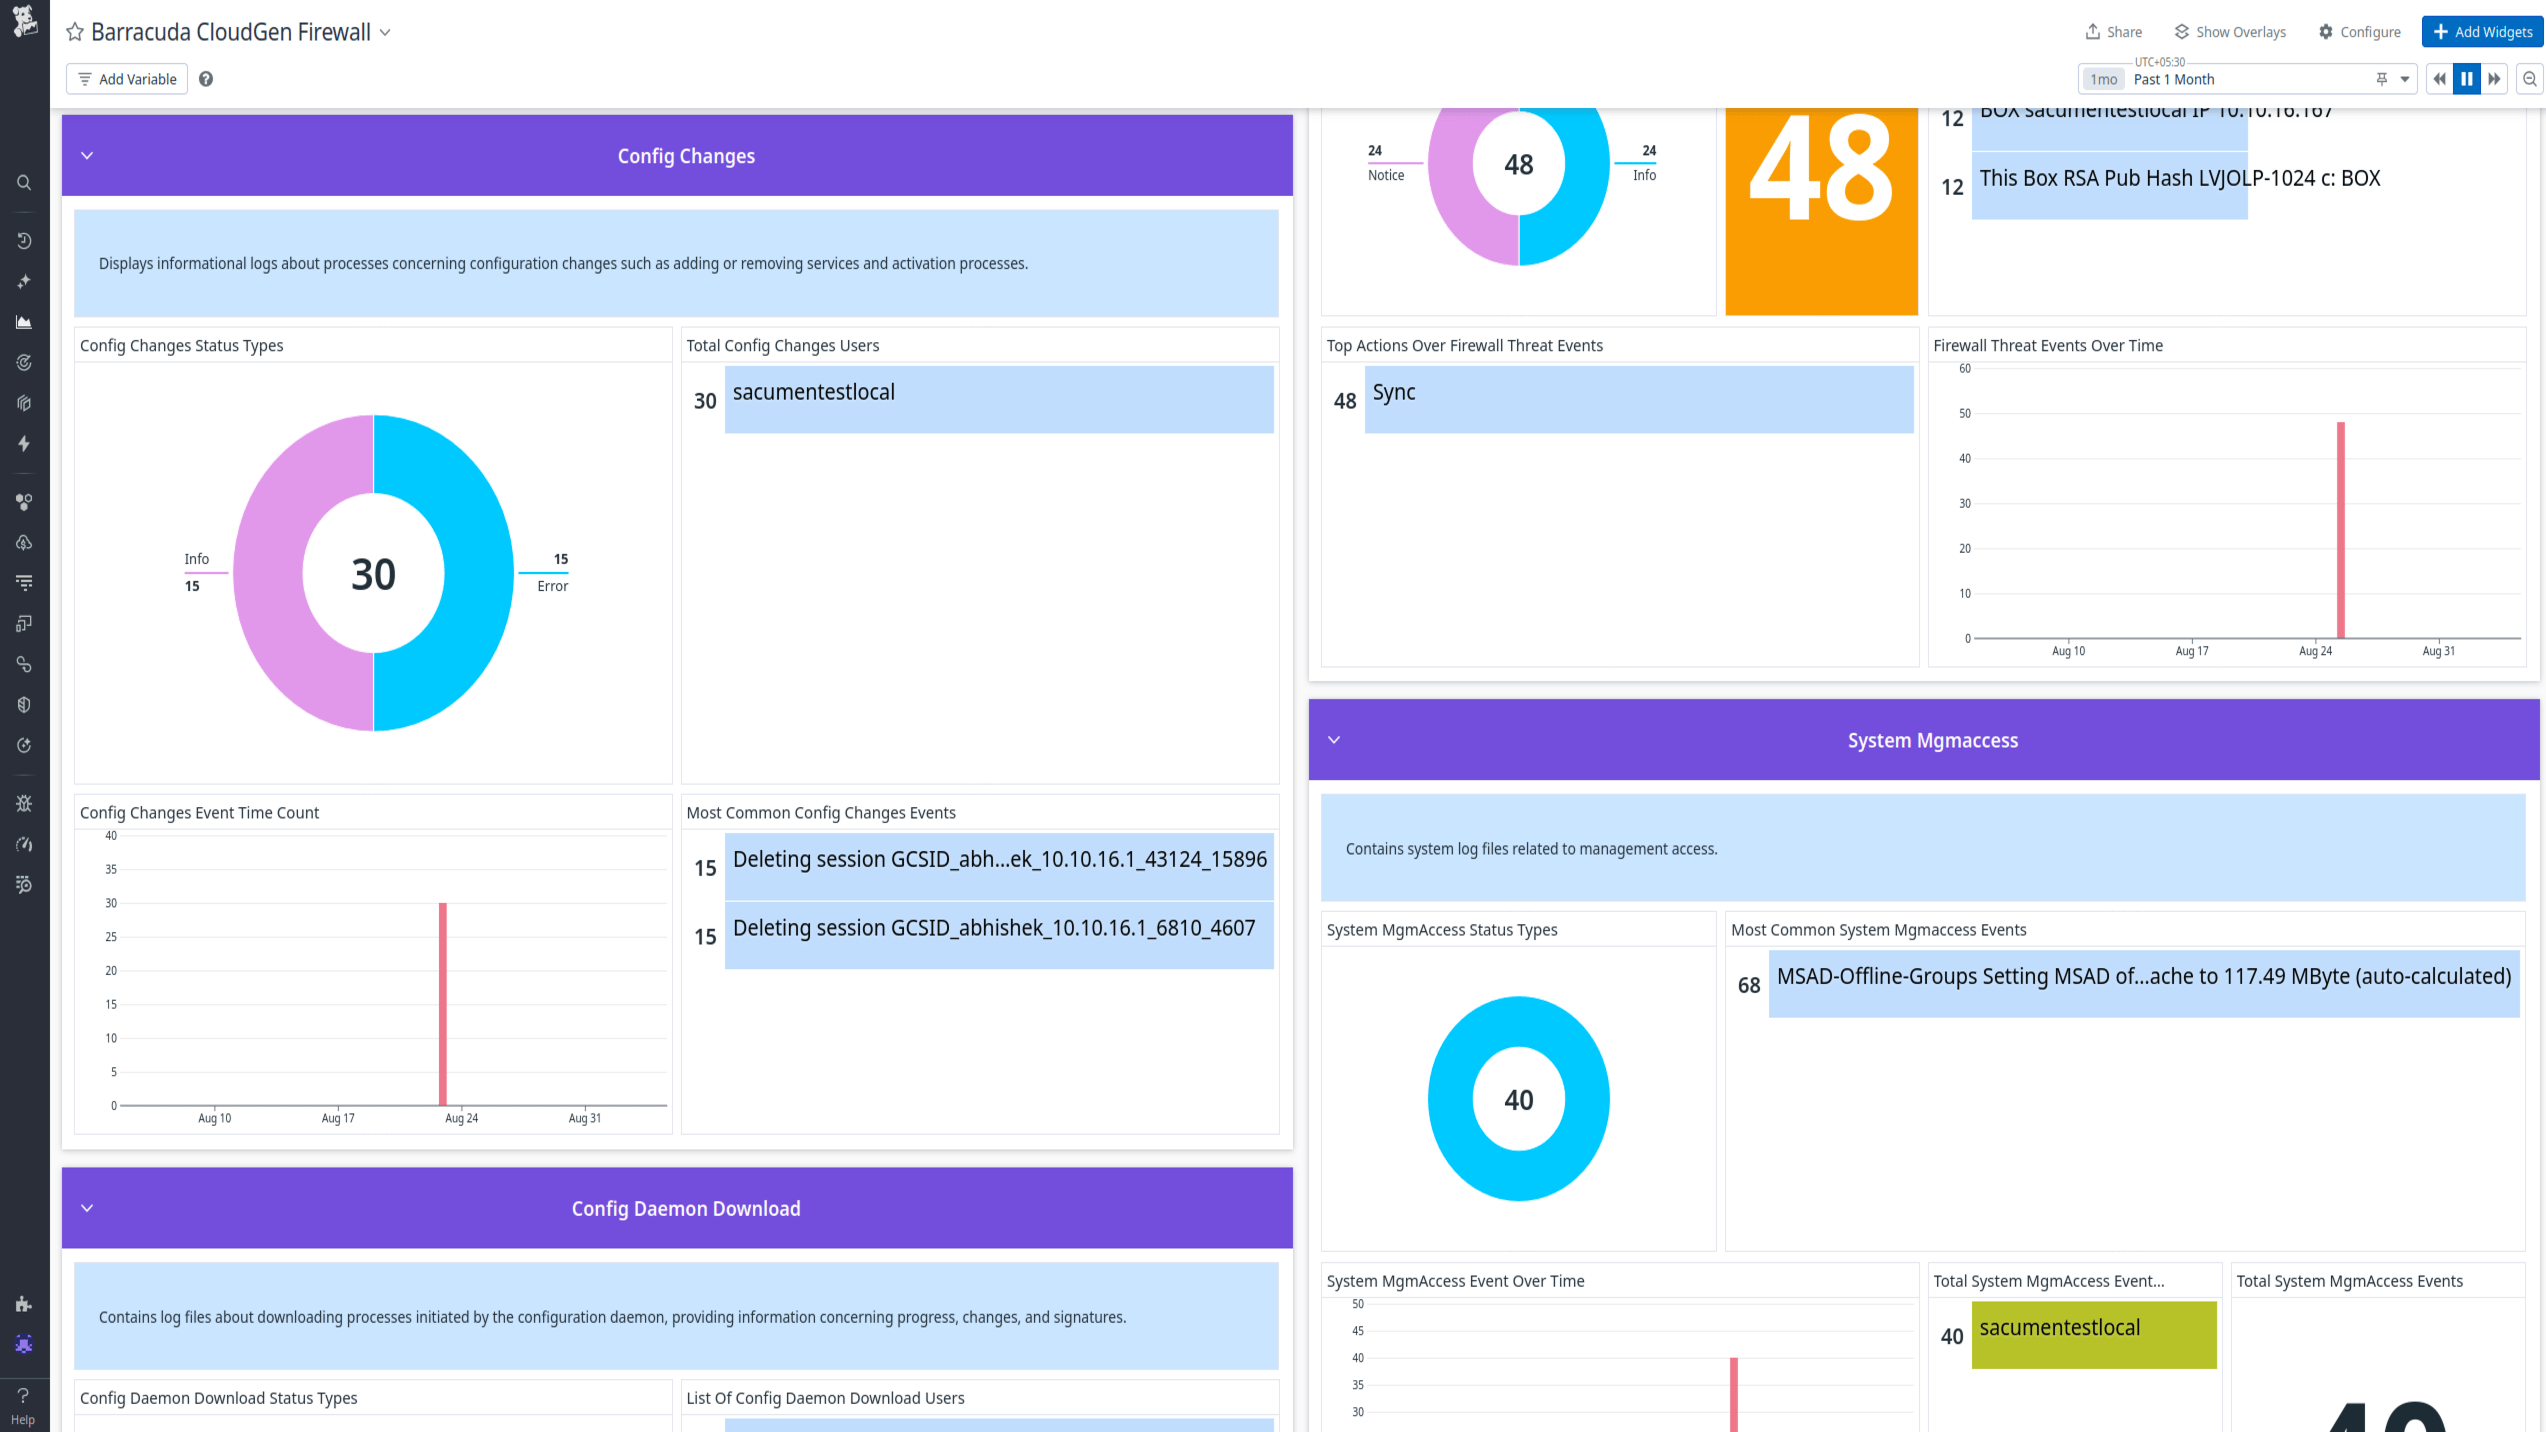 Barracuda CloudGen Firewall
Share
Show Overlays
Configure
Add Widgets
Add Variable
UTC+05:30
1mo
Past 1 Month
Config Changes
Displays informational logs about processes concerning configuration changes such as adding or removing services and activation processes.
Config Changes Status Types
Info
15
30
15
Error
Total Config Changes Users
30 sacumentestlocal
Config Changes Event Time Count
40
35
30
25
20
15
10
5
0
Aug 10 Aug 17 Aug 24 Aug 31
Most Common Config Changes Events
15 Deleting session GCSID_abh...ek_10.10.16.1_43124_15896
15 Deleting session GCSID_abhishek_10.10.16.1_6810_4607
Config Daemon Download
Contains log files about downloading processes initiated by the configuration daemon, providing information concerning progress, changes, and signatures.
Config Daemon Download Status Types
List Of Config Daemon Download Users
24
Notice
48
24
Info
48
12 BOX sacumentestlocal IP 10.10.16.167
12 This Box RSA Pub Hash LVJOLP-1024 c: BOX
Top Actions Over Firewall Threat Events
48 Sync
Firewall Threat Events Over Time
60
50
40
30
20
10
0
Aug 10 Aug 17 Aug 24 Aug 31
System Mgmaccess
Contains system log files related to management access.
System MgmAccess Status Types
40
Most Common System Mgmaccess Events
68 MSAD-Offline-Groups Setting MSAD of...ache to 117.49 MByte (auto-calculated)
System MgmAccess Event Over Time
50
45
40
35
30
Total System MgmAccess Event...
40 sacumentestlocal
Total System MgmAccess Events
40
Help